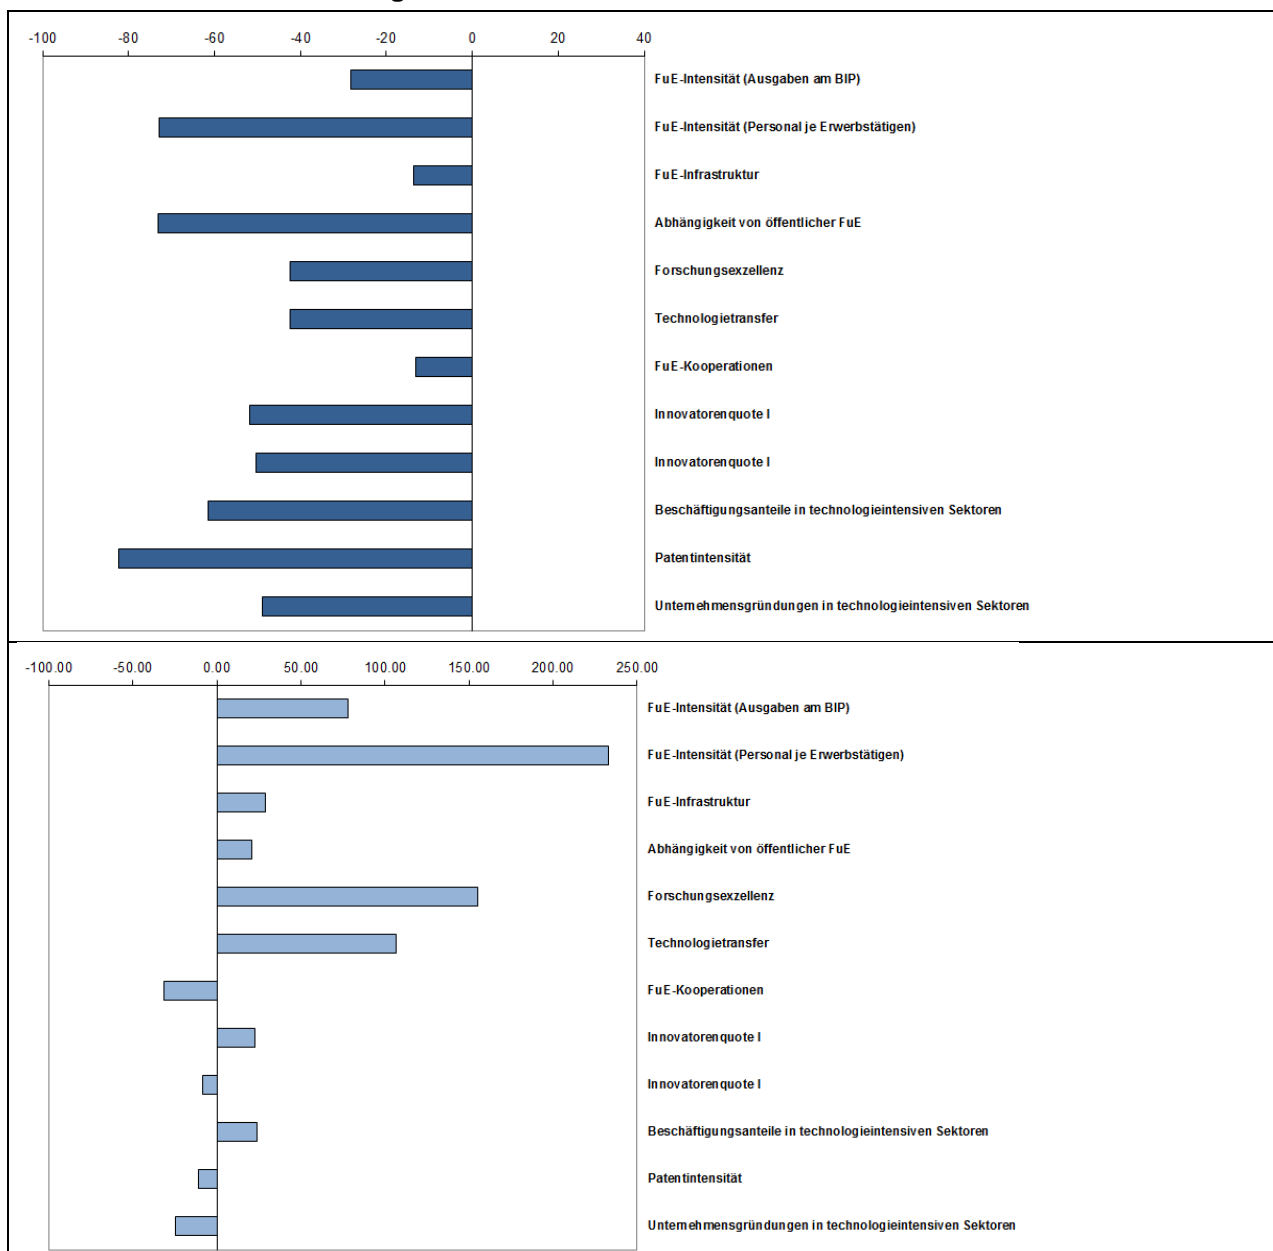 -100 -80 -60 -40 -20 0 20 40
FuE-Intensität (Ausgaben am BIP)
FuE-Intensität (Personal je Erwerbstätigen)
FuE-Infrastruktur
Abhängigkeit von öffentlicher FuE
Forschungsexzellenz
Technologietransfer
FuE-Kooperationen
Innovatorenquote I
Innovatorenquote I
Beschäftigungsanteile in technologieintensiven Sektoren
Patentintensität
Unternehmensgründungen in technologieintensiven Sektoren
-100.00 -50.00 0.00 50.00 100.00 150.00 200.00 250.00
FuE-Intensität (Ausgaben am BIP)
FuE-Intensität (Personal je Erwerbstätigen)
FuE-Infrastruktur
Abhängigkeit von öffentlicher FuE
Forschungsexzellenz
Technologietransfer
FuE-Kooperationen
Innovatorenquote I
Innovatorenquote I
Beschäftigungsanteile in technologieintensiven Sektoren
Patentintensität
Unternehmensgründungen in technologieintensiven Sektoren